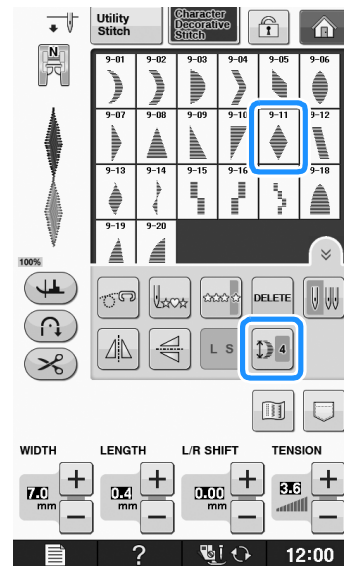 Utility Stitch
Character Decorative Stitch
N
9-01 9-02 9-03 9-04 9-05 9-06
9-07 9-08 9-09 9-10 9-11 9-12
9-13 9-14 9-15 9-16 9-18
9-19 9-20
100%
DELETE
L S
4
WIDTH LENGTH L/R SHIFT TENSION
7.0 mm 0.4 mm 0.00 mm 3.6
? 12:00